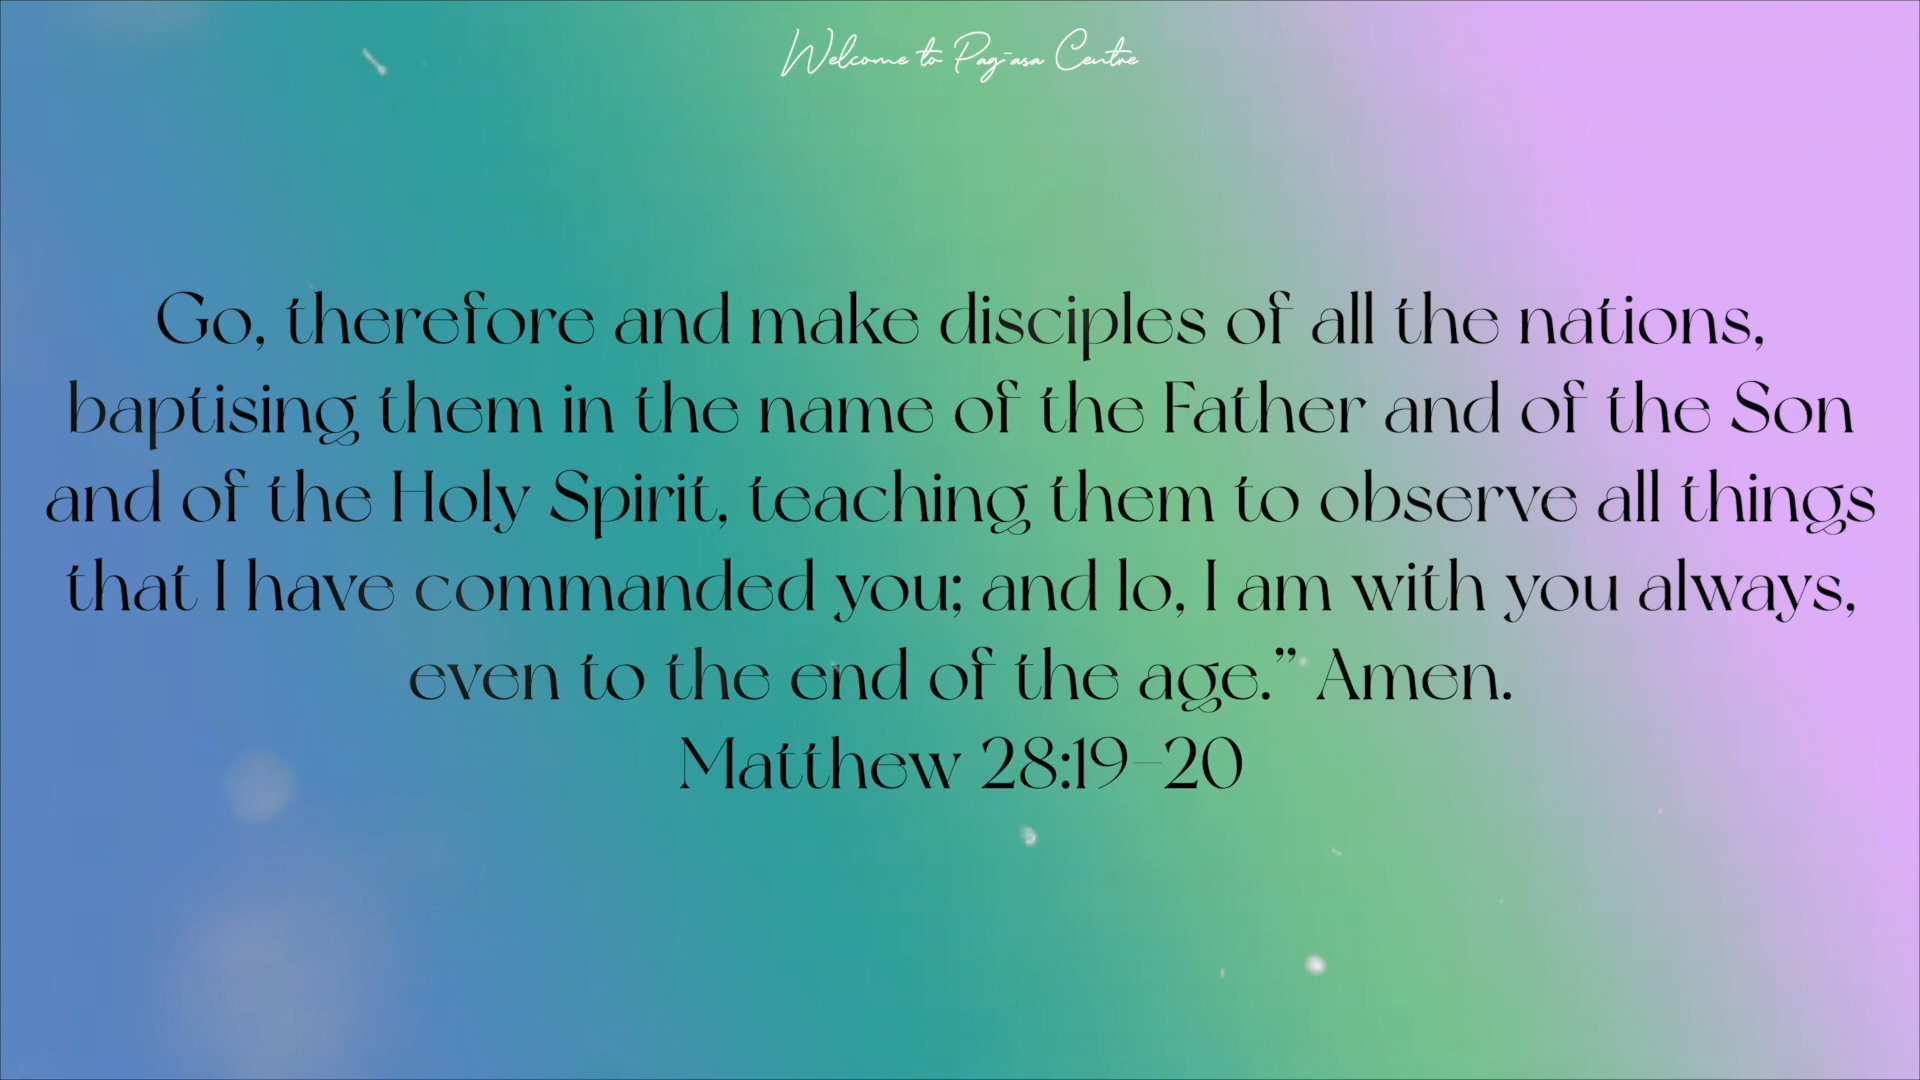 Welcome to Pag-asa Centre
Go, therefore and make disciples of all the nations,
baptising them in the name of the Father and of the Son
and of the Holy Spirit, teaching them to observe all things
that I have commanded you; and lo, I am with you always,
even to the end of the age.” Amen.
Matthew 28:19–20